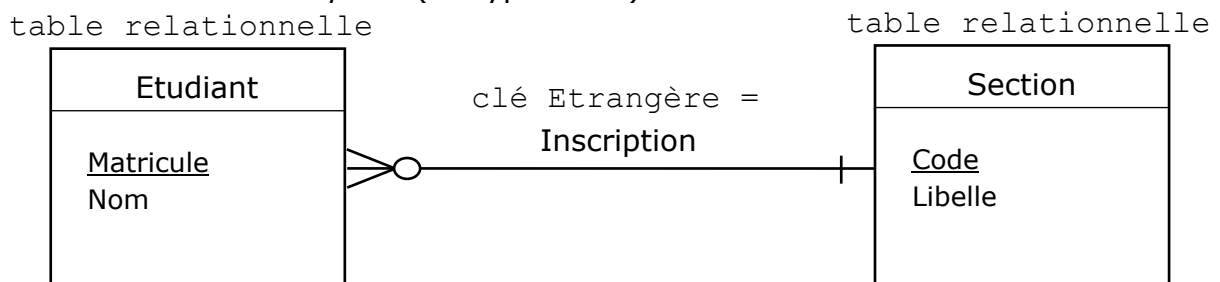 table relationnelle
table relationnelle
Etudiant
Section
clé Etrangère =
Inscription
Matricule
Nom
Code
Libelle